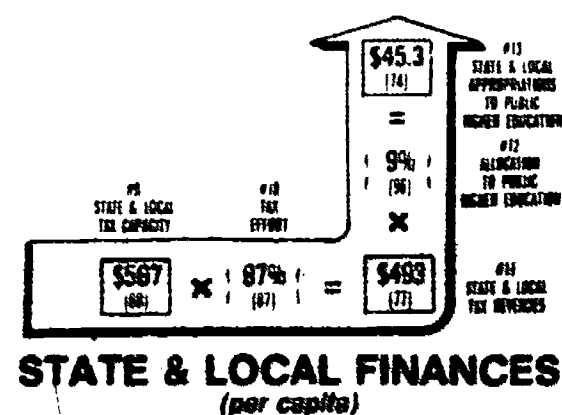 $45.3
(74)
#13
STATE & LOCAL
APPROPRIATIONS
TO PUBLIC
HIGHER EDUCATION
=
9%
(96)
#12
ALLOCATION
TO PUBLIC
HIGHER EDUCATION
×
#9
STATE & LOCAL
TAX CAPACITY
#10
TAX
EFFORT
$567
(88)
×
87%
(87)
=
$493
(77)
#11
STATE & LOCAL
TAX REVENUES
STATE & LOCAL FINANCES
(per capita)